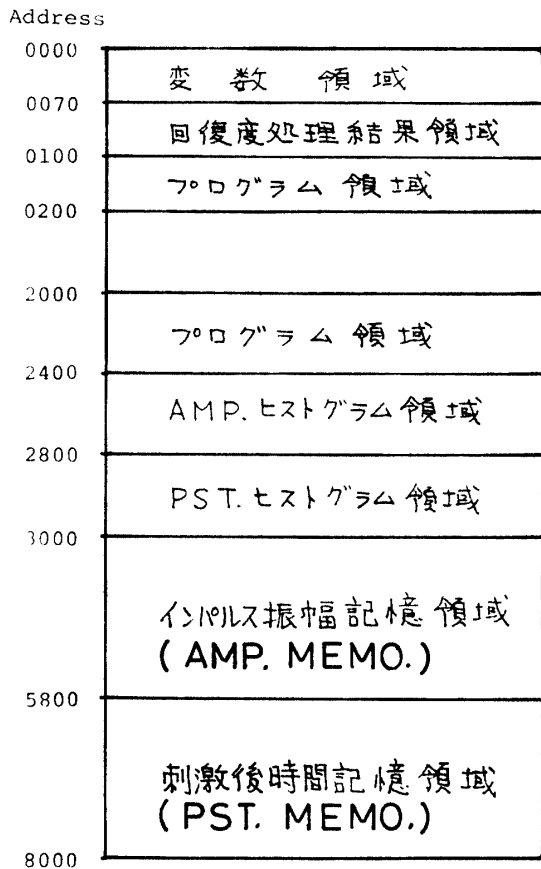 Address
0000
変数領域
0070
回復度処理結果領域
0100
プログラム領域
0200
2000
プログラム領域
2400
AMP.ヒストグラム領域
2800
PST.ヒストグラム領域
3000
インパルス振幅記憶領域
(AMP. MEMO.)
5800
刺激後時間記憶領域
(PST. MEMO.)
8000